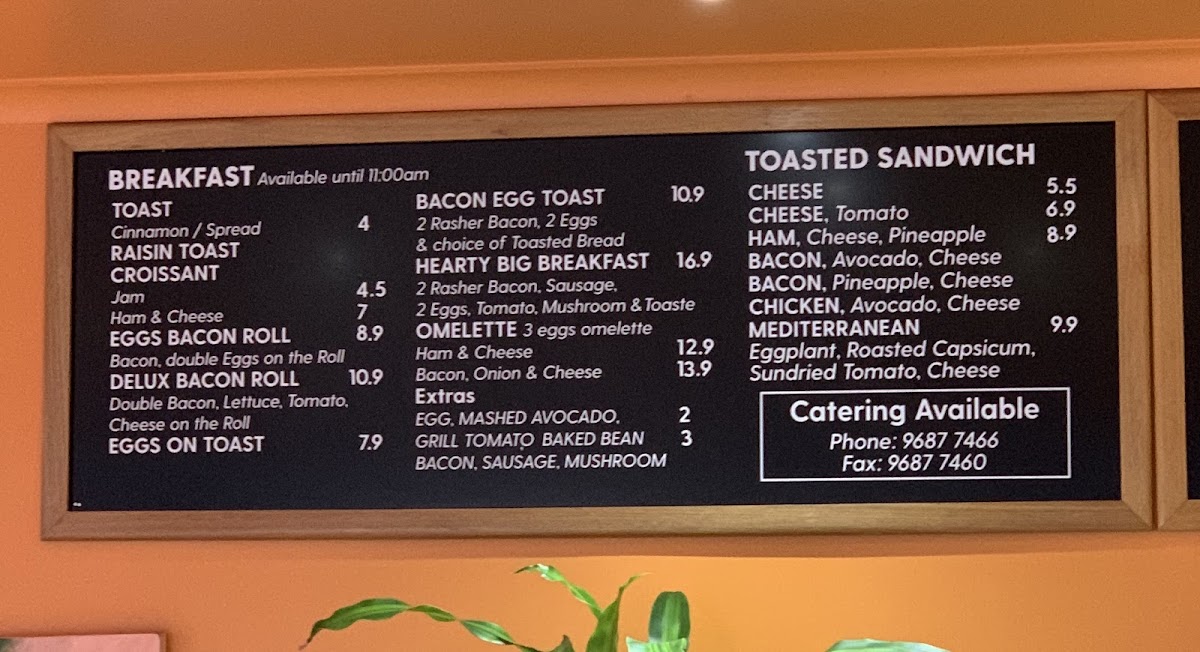 BREAKFAST Available until 11:00am
TOAST
Cinnamon / Spread 4
RAISIN TOAST
CROISSANT
Jam 4.5
Ham & Cheese 7
EGGS BACON ROLL 8.9
Bacon, double Eggs on the Roll
DELUX BACON ROLL 10.9
Double Bacon, Lettuce, Tomato,
Cheese on the Roll
EGGS ON TOAST 7.9
BACON EGG TOAST 10.9
2 Rasher Bacon, 2 Eggs
& choice of Toasted Bread
HEARTY BIG BREAKFAST 16.9
2 Rasher Bacon, Sausage,
2 Eggs, Tomato, Mushroom & Toaste
OMELETTE 3 eggs omelette
Ham & Cheese 12.9
Bacon, Onion & Cheese 13.9
Extras
EGG, MASHED AVOCADO, 2
GRILL TOMATO, BAKED BEAN 3
BACON, SAUSAGE, MUSHROOM
TOASTED SANDWICH
CHEESE 5.5
CHEESE, Tomato 6.9
HAM, Cheese, Pineapple 8.9
BACON, Avocado, Cheese
BACON, Pineapple, Cheese
CHICKEN, Avocado, Cheese
MEDITERRANEAN 9.9
Eggplant, Roasted Capsicum,
Sundried Tomato, Cheese
Catering Available
Phone: 9687 7466
Fax: 9687 7460